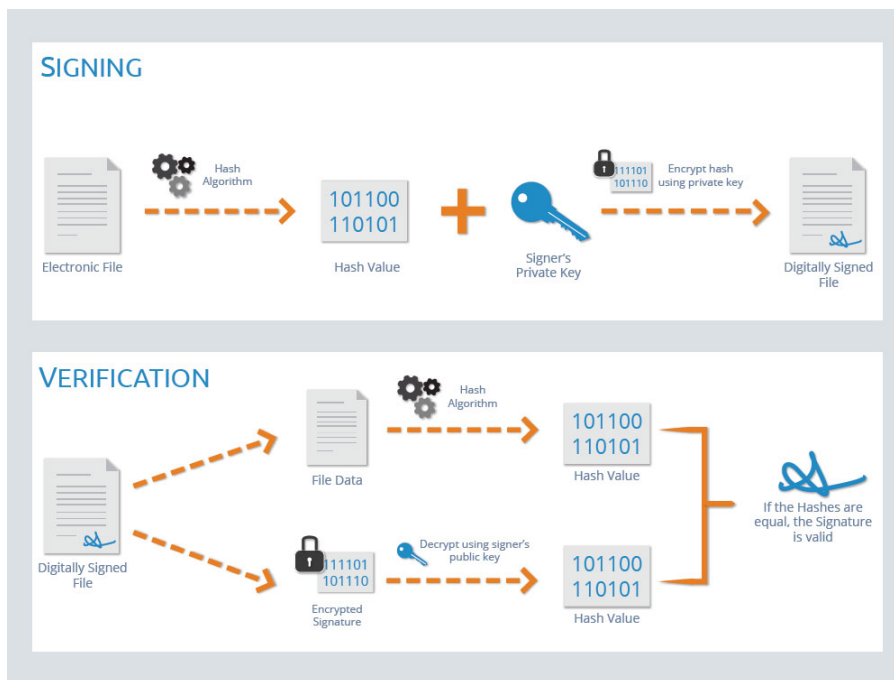 SIGNING
Hash
Algorithm
111101
101110
Encrypt hash
using private key
101100
110101
Electronic File
Hash Value
Signer's
Private Key
Digitally Signed
File
VERIFICATION
Hash
Algorithm
File Data
101100
110101
Hash Value
If the Hashes are
equal, the Signature
is valid
Digitally Signed
File
111101
101110
Encrypted
Signature
Decrypt using signer's
public key
101100
110101
Hash Value